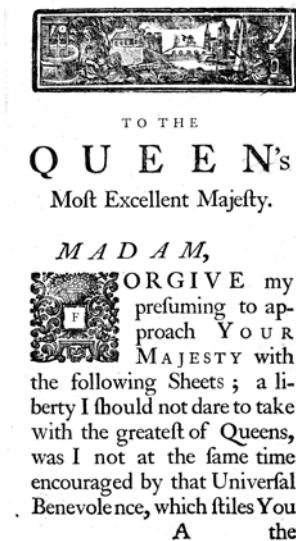 TO THE
QUEEN's
Moſt Excellent Majeſty.
MADAM,
FORGIVE my
preſuming to ap-
proach YOUR
MAJESTY with
the following Sheets ; a li-
berty I ſhould not dare to take
with the greateſt of Queens,
was I not at the ſame time
encouraged by that Univerſal
Benevolence, which ſtiles You
A the